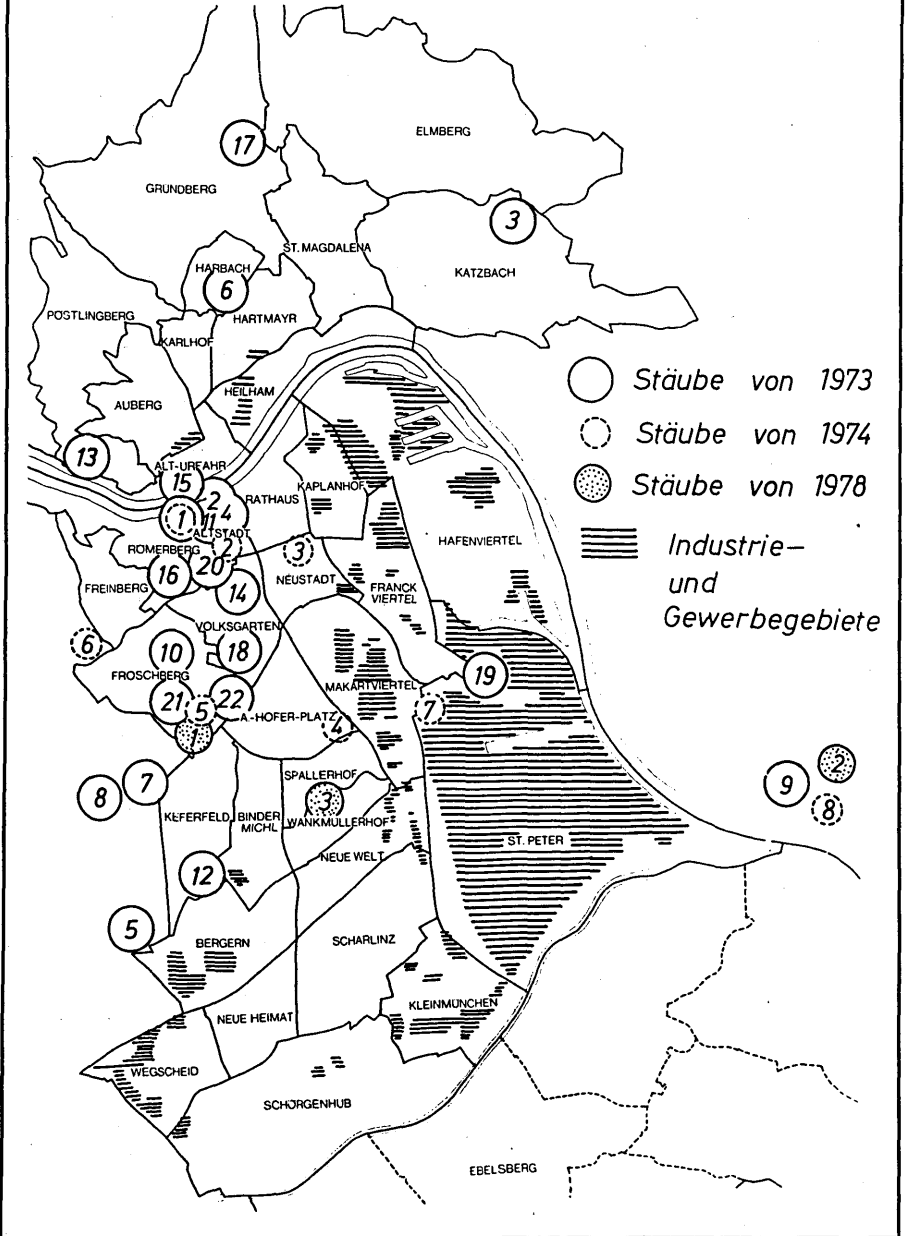 ELMBERG
17
GRÜNDBERG
3
ST. MAGDALENA
KATZBACH
HARBACH
6
HARTMAYR
PÖSTLINGBERG
KARLHOF
HEILHAM
AUBERG
Stäube von 1973
Stäube von 1974
Stäube von 1978
Industrie-
und
Gewerbegebiete
13
ALT-URFAHR
15
2
4
11
1
RATHAUS
KAPLANHOF
ALTSTADT
2
HAFENVIERTEL
RÖMERBERG
20
3
NEUSTADT
FRANCK
VIERTEL
FREINBERG
16
14
VOLKSGARTEN
6
10
18
19
FROSCHBERG
MAKARTVIERTEL
21
5
22
A.-HOFER-PLATZ
4
7
1
2
9
8
SPALLERHOF
8
7
3
KEFERFELD
BINDER
MICHL
WANKMÜLLERHOF
ST. PETER
NEUE WELT
12
5
BERGERN
SCHARLINZ
KLEINMÜNCHEN
NEUE HEIMAT
WEGSCHEID
SCHÖRGENHUB
EBELSBERG